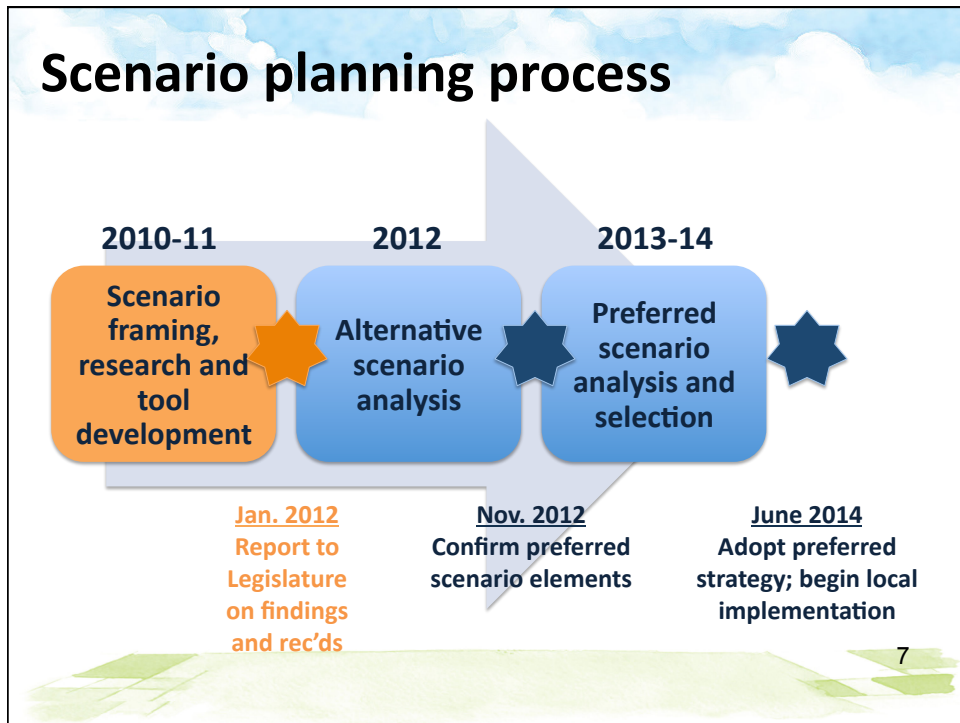 Scenario planning process
2010-11
2012
2013-14
Scenario
framing,
research and
tool
development
Alternative
scenario
analysis
Preferred
scenario
analysis and
selection
Jan. 2012
Report to
Legislature
on findings
and rec’ds
Nov. 2012
Confirm preferred
scenario elements
June 2014
Adopt preferred
strategy; begin local
implementation
7